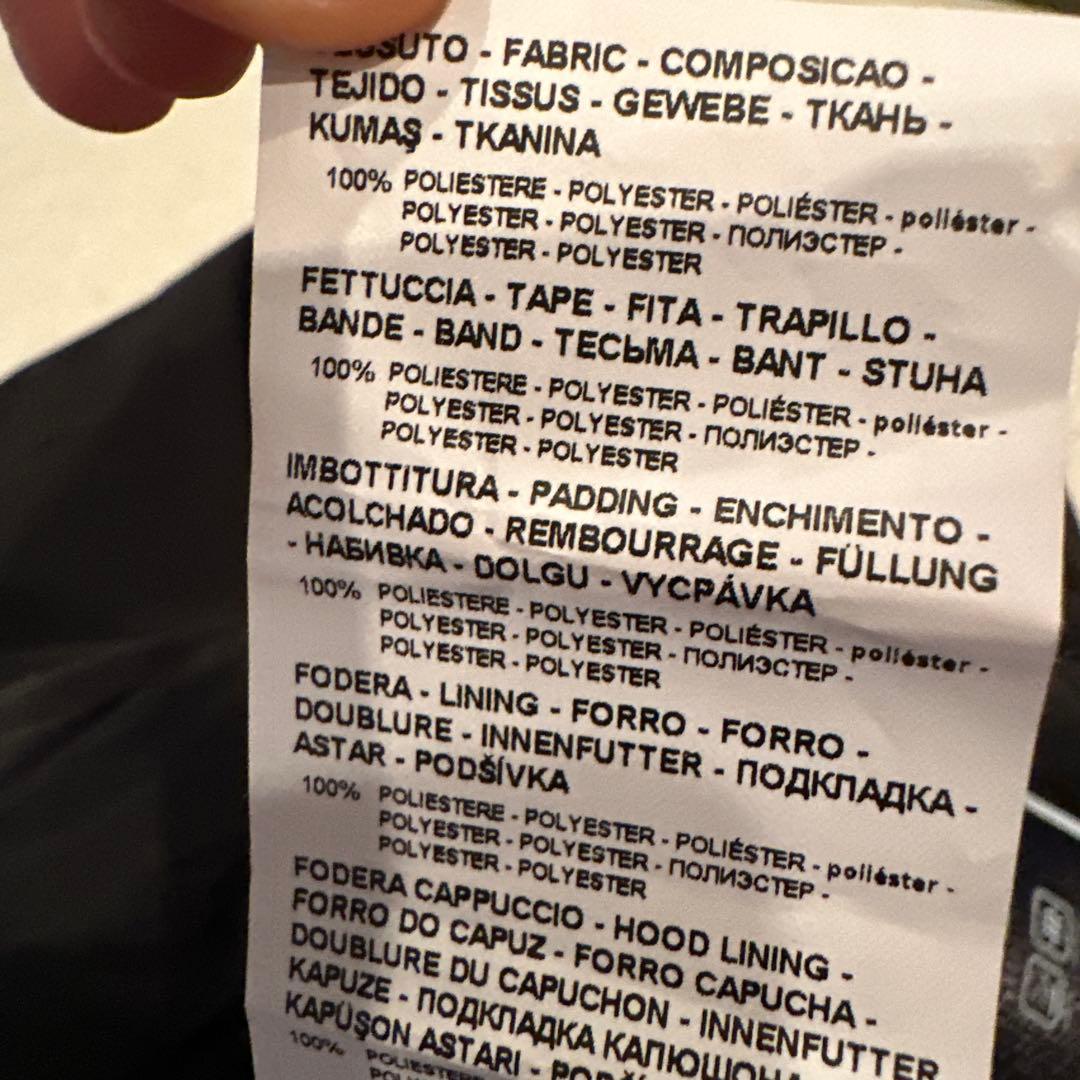 - FABRIC - COMPOSICAO -
TEJIDO - TISSUS - GEWEBE - ТКАНЬ -
KUMAŞ - TKANINA
100% POLIESTERE - POLYESTER - POLIÉSTER - poliéster -
POLYESTER - POLYESTER - ПОЛИЭСТЕР -
POLYESTER - POLYESTER
FETTUCCIA - TAPE - FITA - TRAPILLO -
BANDE - BAND - ТЕСЬМА - BANT - STUHA
100% POLIESTERE - POLYESTER - POLIÉSTER - poliéster -
POLYESTER - POLYESTER - ПОЛИЭСТЕР -
POLYESTER - POLYESTER
IMBOTTITURA - PADDING - ENCHIMENTO -
ACOLCHADO - REMBOURRAGE - FÜLLUNG
- НАБИВКА - DOLGU - VYCPÁVKA
100% POLIESTERE - POLYESTER - POLIÉSTER - poliéster -
POLYESTER - POLYESTER - ПОЛИЭСТЕР -
POLYESTER - POLYESTER
FODERA - LINING - FORRO - FORRO -
DOUBLURE - INNENFUTTER - ПОДКЛАДКА -
ASTAR - PODŠÍVKA
100% POLIESTERE - POLYESTER - POLIÉSTER - poliéster -
POLYESTER - POLYESTER - ПОЛИЭСТЕР -
POLYESTER - POLYESTER
FODERA CAPPUCCIO - HOOD LINING -
FORRO DO CAPUZ - FORRO CAPUCHA -
DOUBLURE DU CAPUCHON - INNENFUTTER
KAPUZE - ПОДКЛАДКА КАПЮШОНА
KAPÜŞON ASTARI -
100% POLIESTERE